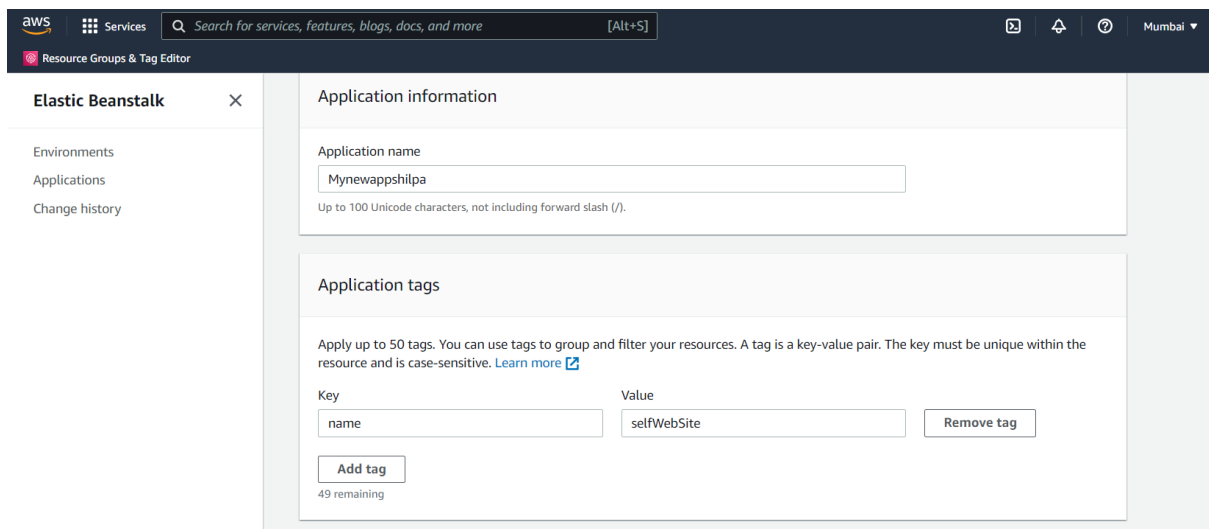 aws Services Search for services, features, blogs, docs, and more [Alt+S] Mumbai
Resource Groups & Tag Editor
Elastic Beanstalk
Environments
Applications
Change history
Application information
Application name
Mynewappshilpa
Up to 100 Unicode characters, not including forward slash (/).
Application tags
Apply up to 50 tags. You can use tags to group and filter your resources. A tag is a key-value pair. The key must be unique within the
resource and is case-sensitive. Learn more
Key Value
name selfWebSite Remove tag
Add tag
49 remaining